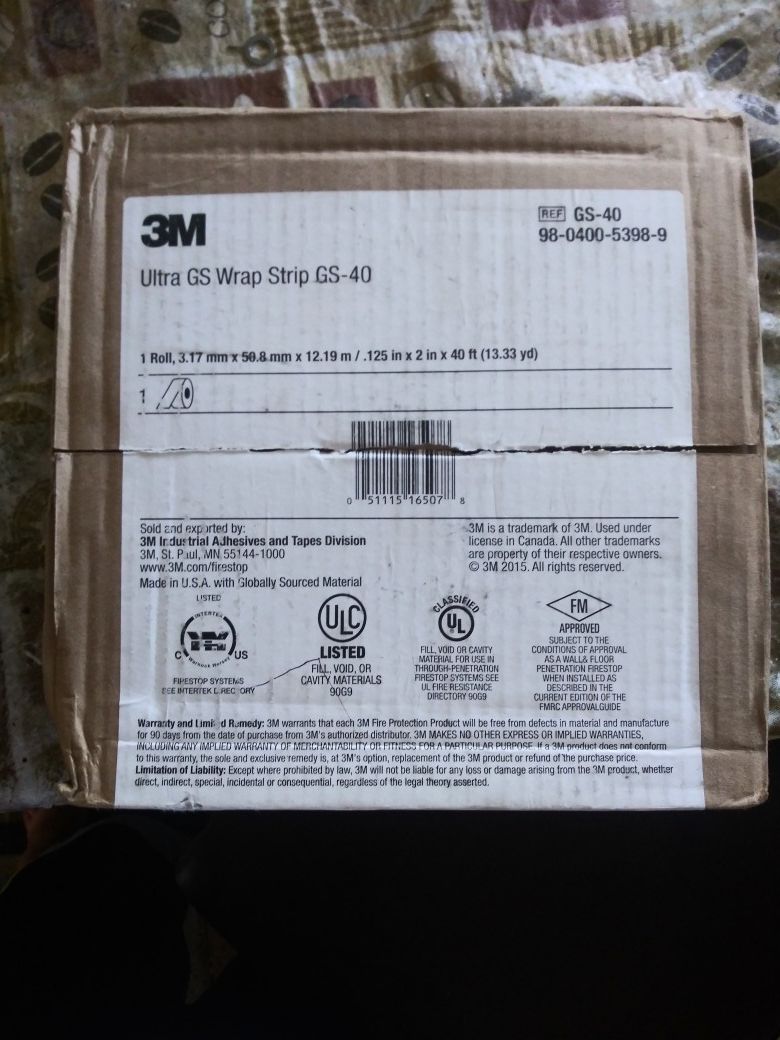 3M
REF GS-40
98-0400-5398-9
Ultra GS Wrap Strip GS-40
1 Roll, 3.17 mm x 50.8 mm x 12.19 m / .125 in x 2 in x 40 ft (13.33 yd)
1
0 51115 16507 8
Sold and exported by:
3M Industrial Adhesives and Tapes Division
3M, St. Paul, MN 55144-1000
www.3M.com/firestop
Made in U.S.A. with Globally Sourced Material
3M is a trademark of 3M. Used under
license in Canada. All other trademarks
are property of their respective owners.
© 3M 2015. All rights reserved.
LISTED
INTERTEK
WH
Warnock Hersey
C US
FIRESTOP SYSTEMS
SEE INTERTEK DIRECTORY
ULC
LISTED
FILL, VOID, OR
CAVITY MATERIALS
90G9
CLASSIFIED
UL
FILL, VOID OR CAVITY
MATERIAL FOR USE IN
THROUGH-PENETRATION
FIRESTOP SYSTEMS SEE
UL FIRE RESISTANCE
DIRECTORY 90G9
FM
APPROVED
SUBJECT TO THE
CONDITIONS OF APPROVAL
AS A WALL& FLOOR
PENETRATION FIRESTOP
WHEN INSTALLED AS
DESCRIBED IN THE
CURRENT EDITION OF THE
FMRC APPROVALGUIDE
Warranty and Limited Remedy: 3M warrants that each 3M Fire Protection Product will be free from defects in material and manufacture
for 90 days from the date of purchase from 3M's authorized distributor. 3M MAKES NO OTHER EXPRESS OR IMPLIED WARRANTIES,
INCLUDING ANY IMPLIED WARRANTY OF MERCHANTABILITY OR FITNESS FOR A PARTICULAR PURPOSE. If a 3M product does not conform
to this warranty, the sole and exclusive remedy is, at 3M's option, replacement of the 3M product or refund of the purchase price.
Limitation of Liability: Except where prohibited by law, 3M will not be liable for any loss or damage arising from the 3M product, whether
direct, indirect, special, incidental or consequential, regardless of the legal theory asserted.